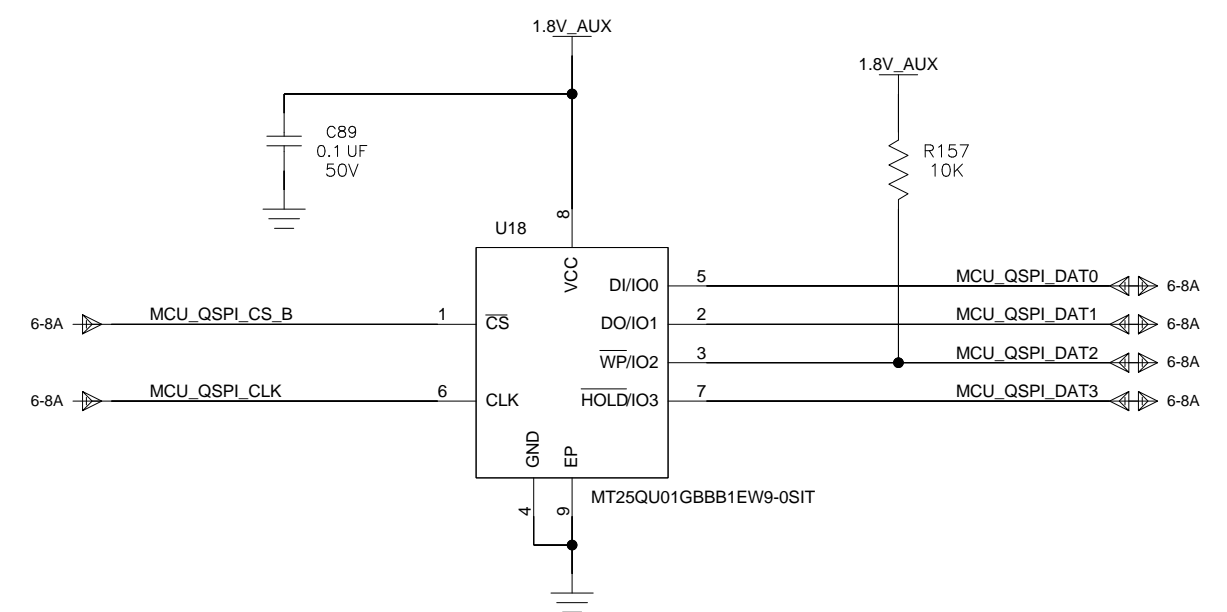 1.8V_AUX
1.8V_AUX
C89
0.1 UF
50V
R157
10K
8
U18
VCC
DI/IO0
5
MCU_QSPI_DAT0
6-8A
6-8A
MCU_QSPI_CS_B
1
CS
DO/IO1
2
MCU_QSPI_DAT1
6-8A
WP/IO2
3
MCU_QSPI_DAT2
6-8A
6-8A
MCU_QSPI_CLK
6
CLK
HOLD/IO3
7
MCU_QSPI_DAT3
6-8A
GND
EP
MT25QU01GBBB1EW9-0SIT
4
9